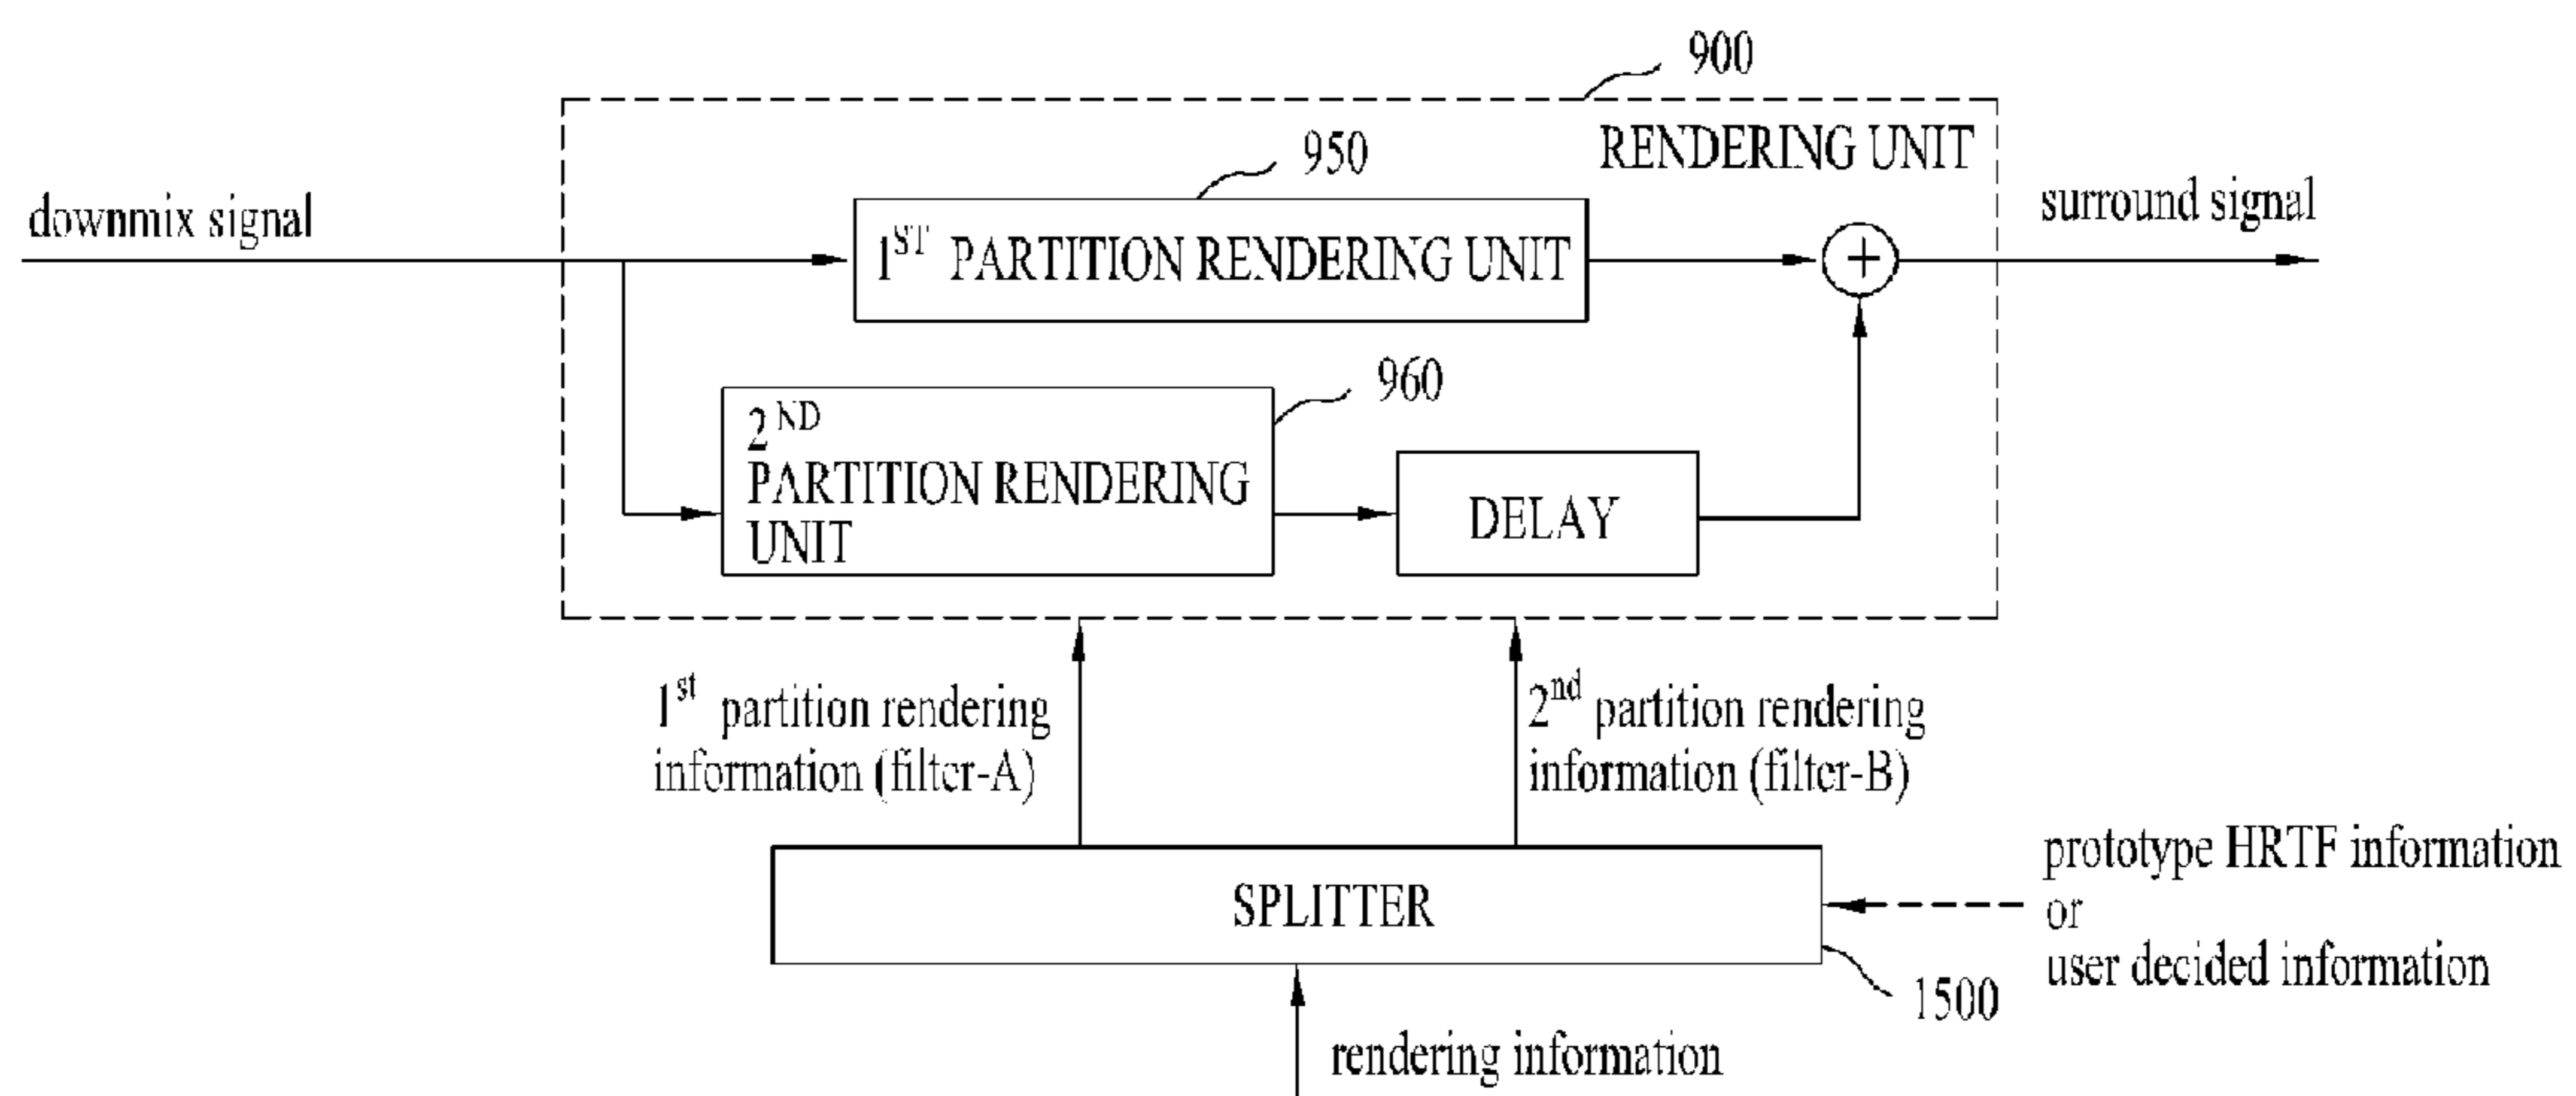 900
RENDERING UNIT
950
downmix signal
surround signal
1ST PARTITION RENDERING UNIT
+
960
2ND
PARTITION RENDERING
UNIT
DELAY
1st partition rendering
information (filter-A)
2nd partition rendering
information (filter-B)
SPLITTER
prototype HRTF information
or
user decided information
1500
rendering information